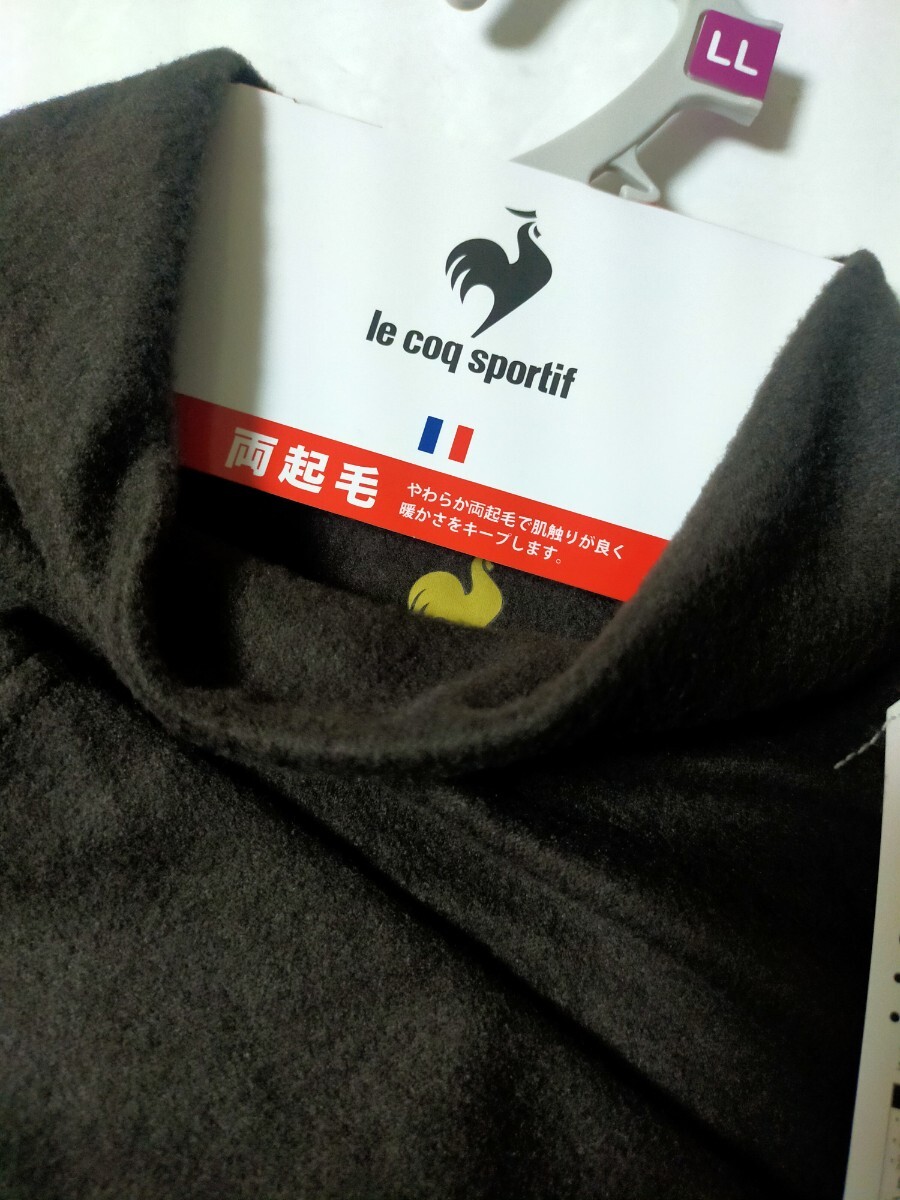 LL
le coq sportif
両起毛
やわらか両起毛で肌触りが良く
暖かさをキープします。